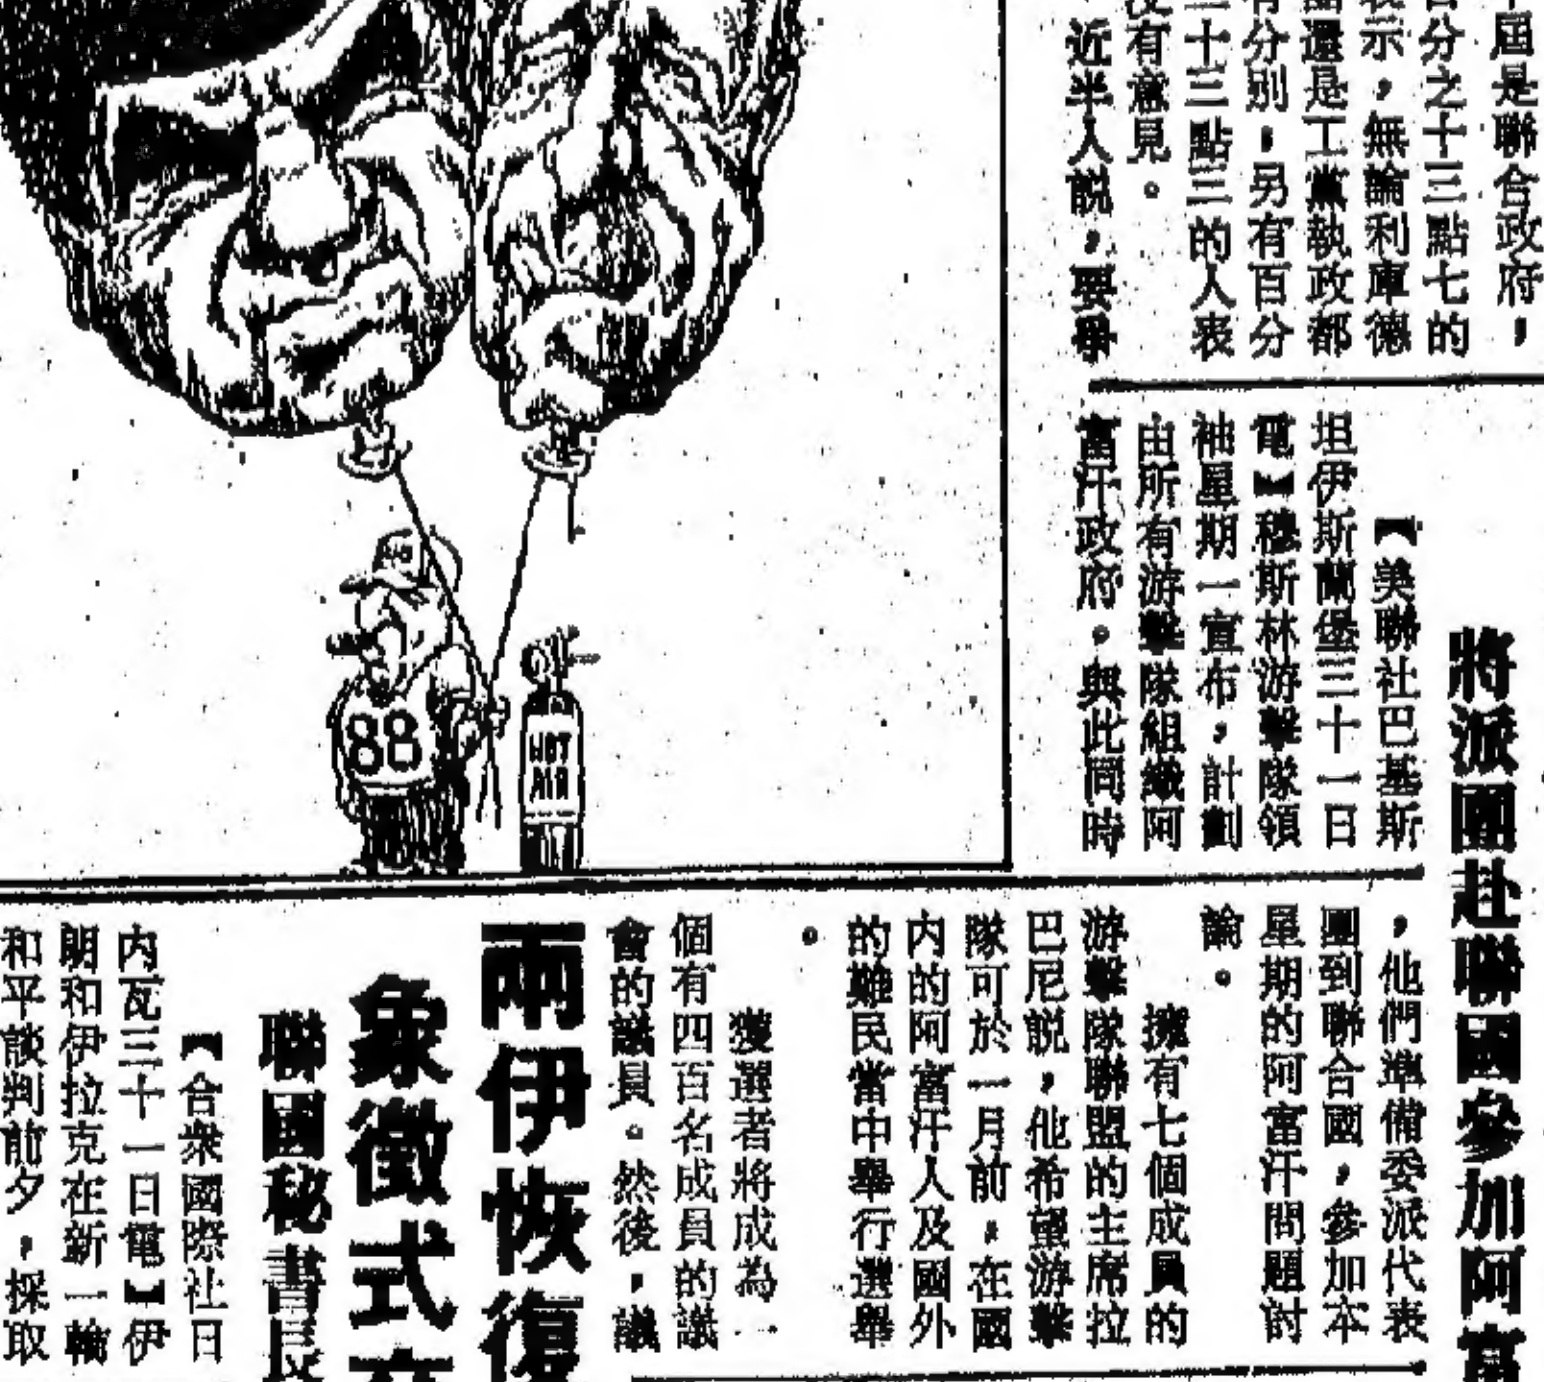 屆是聯合政府，
分之十三點七的
示，無論利庫德
還是工黨執政都
有分別；另有百分
十三點三的人表
沒有意見。
近半人説，要舉
將派團赴聯國參加阿富
【美聯社巴基斯
坦伊斯蘭堡三十一日
電】穆斯林游擊隊領
袖星期一宣布，計劃
由所有游擊隊組織阿
富汗政府。與此同時
，他們準備委派代表
團到聯合國，參加本
星期的阿富汗問題討
論。
擁有七個成員的
游擊隊聯盟的主席拉
巴尼説，他希望游擊
隊可於一月前，在國
内的阿富汗人及國外
的難民當中舉行選舉
。
獲選者將成為一
個有四百名成員的議
會的議員。然後，議
兩伊恢復
象徵式
聯國秘書長
【合衆國際社日
内瓦三十一日電】伊
朗和伊拉克在新一輪
和平談判前夕，採取
88
HOT
AIR